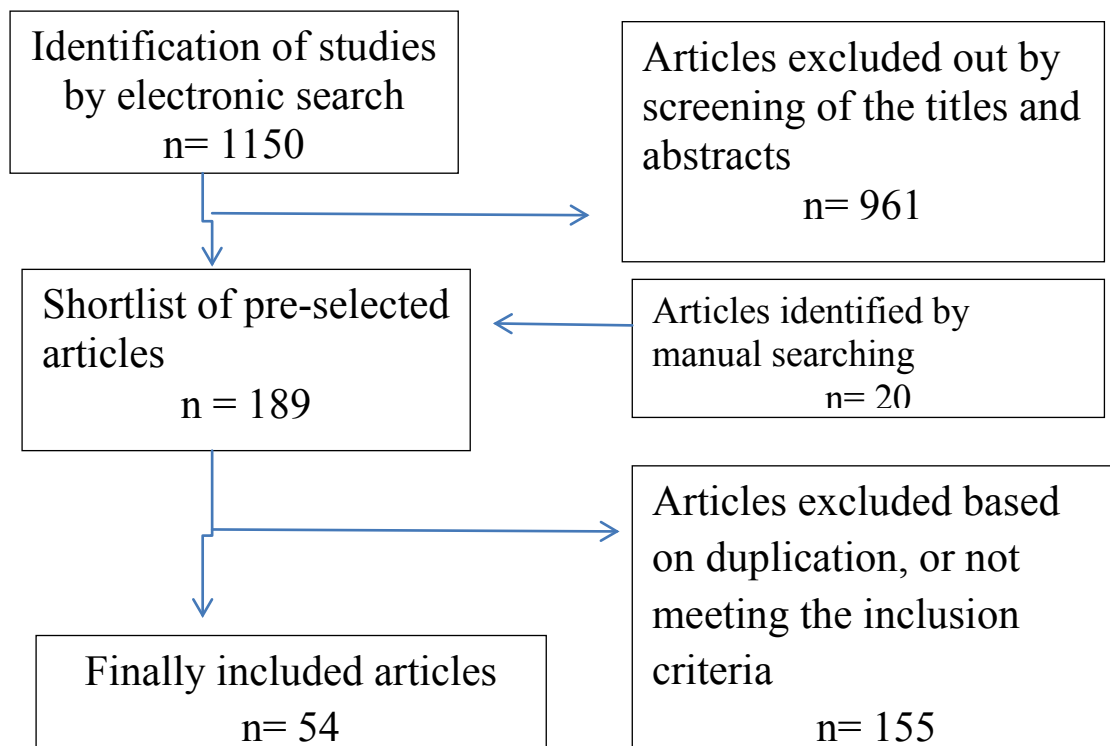 Identification of studies
by electronic search
n= 1150
Articles excluded out by
screening of the titles and
abstracts
n= 961
Shortlist of pre-selected
articles
n = 189
Articles identified by
manual searching
n= 20
Articles excluded based
on duplication, or not
meeting the inclusion
criteria
n= 155
Finally included articles
n= 54